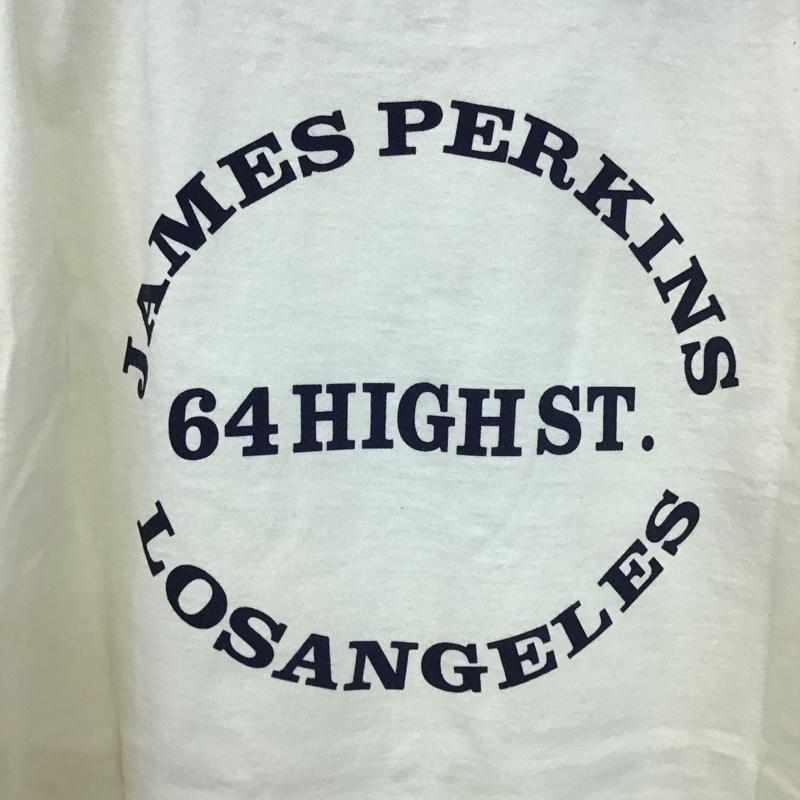 JAMES PERKINS
64 HIGH ST.
LOSANGELES